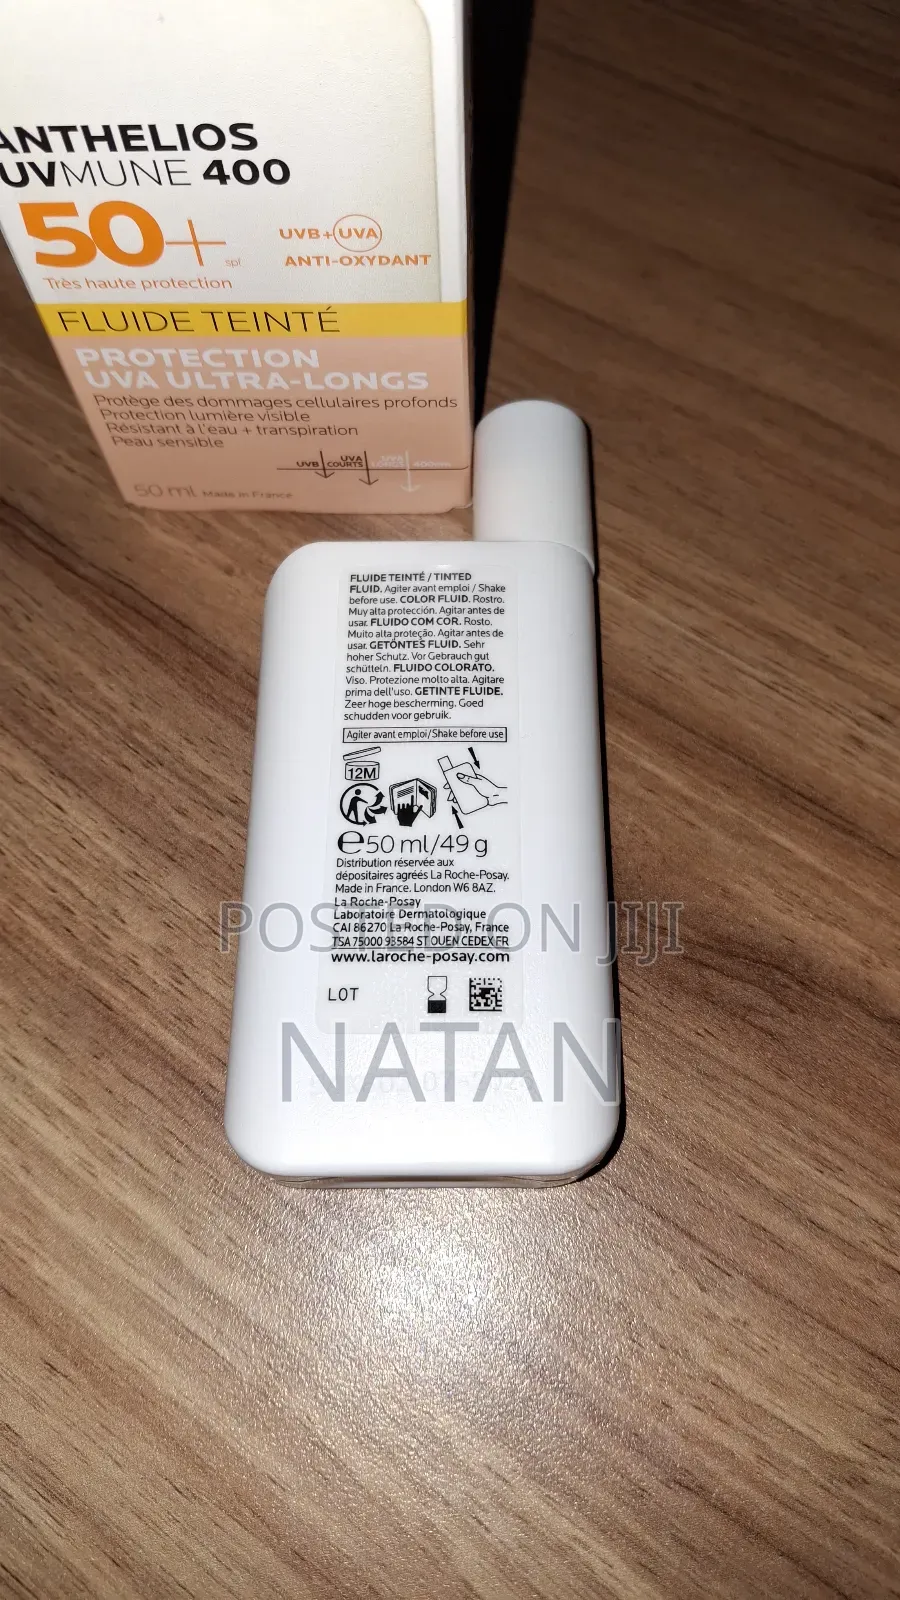 ANTHELIOS
UVMUNE 400
50+
spf
Très haute protection
UVB+UVA
ANTI-OXYDANT
FLUIDE TEINTÉ
PROTECTION
UVA ULTRA-LONGS
Protège des dommages cellulaires profonds
Protection lumière visible
Résistant à l'eau + transpiration
Peau sensible
UVB
UVA COURTS
UVA LONGS
400nm
50 ml Made in France
FLUIDE TEINTÉ / TINTED
FLUID. Agiter avant emploi / Shake
before use. COLOR FLUID. Rostro.
Muy alta protección. Agitar antes de
usar. FLUIDO COM COR. Rosto.
Muito alta proteção. Agitar antes de
usar. GETÖNTES FLUID. Sehr
hoher Schutz. Vor Gebrauch gut
schütteln. FLUIDO COLORATO.
Viso. Protezione molto alta. Agitare
prima dell'uso. GETINTE FLUIDE.
Zeer hoge bescherming. Goed
schudden voor gebruik.
Agiter avant emploi/Shake before use
12M
℮50 ml/49 g
Distribution réservée aux
dépositaires agréés La Roche-Posay.
Made in France. London W6 8AZ.
La Roche-Posay
Laboratoire Dermatologique
CAI 86270 La Roche-Posay, France
TSA 75000 93584 ST OUEN CEDEX FR
www.laroche-posay.com
LOT
POSTED ON JIJI
NATAN